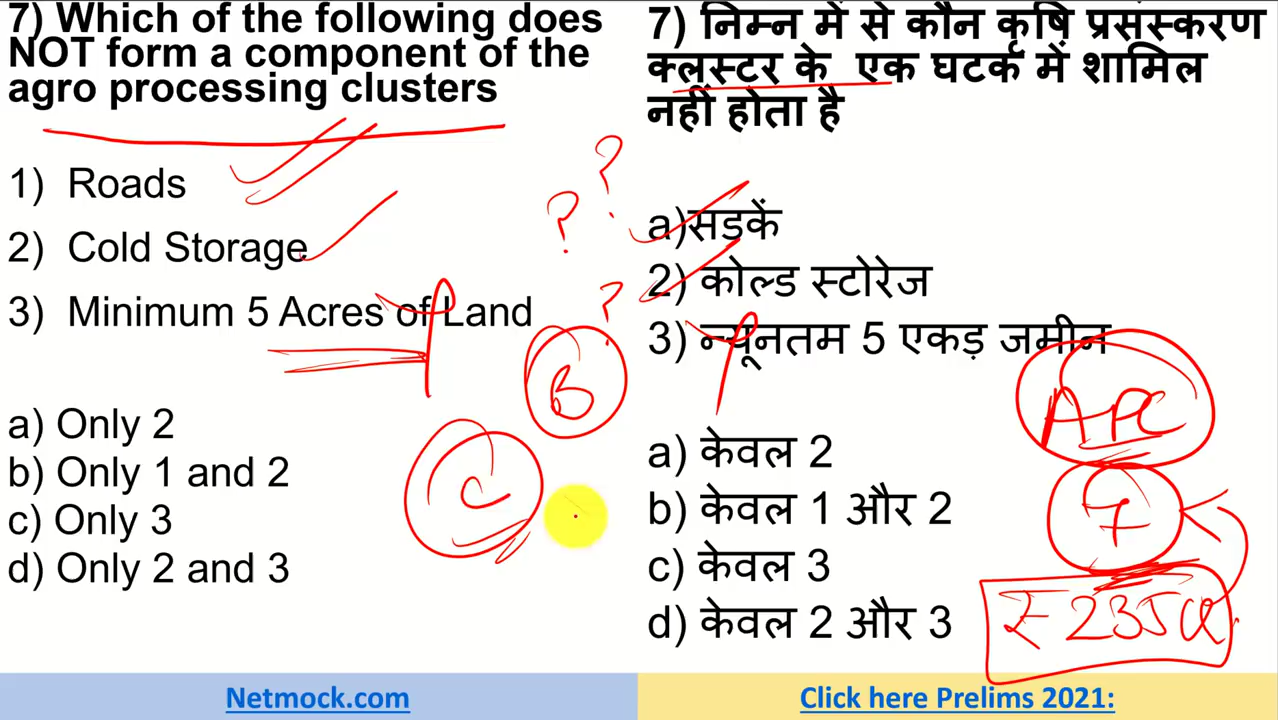 7) Which of the following does
NOT form a component of the
agro processing clusters
1) Roads
2) Cold Storage
3) Minimum 5 Acres of Land
a) Only 2
b) Only 1 and 2
c) Only 3
d) Only 2 and 3
? ? ?
B
C
7) निम्न में से कौन कृषि प्रसंस्करण
क्लस्टर के एक घटक में शामिल
नहीं होता है
a)सड़कें
2) कोल्ड स्टोरेज
3) न्यूनतम 5 एकड़ जमीन
a) केवल 2
b) केवल 1 और 2
c) केवल 3
d) केवल 2 और 3
APC
7
₹ 235 cr
Netmock.com
Click here Prelims 2021: